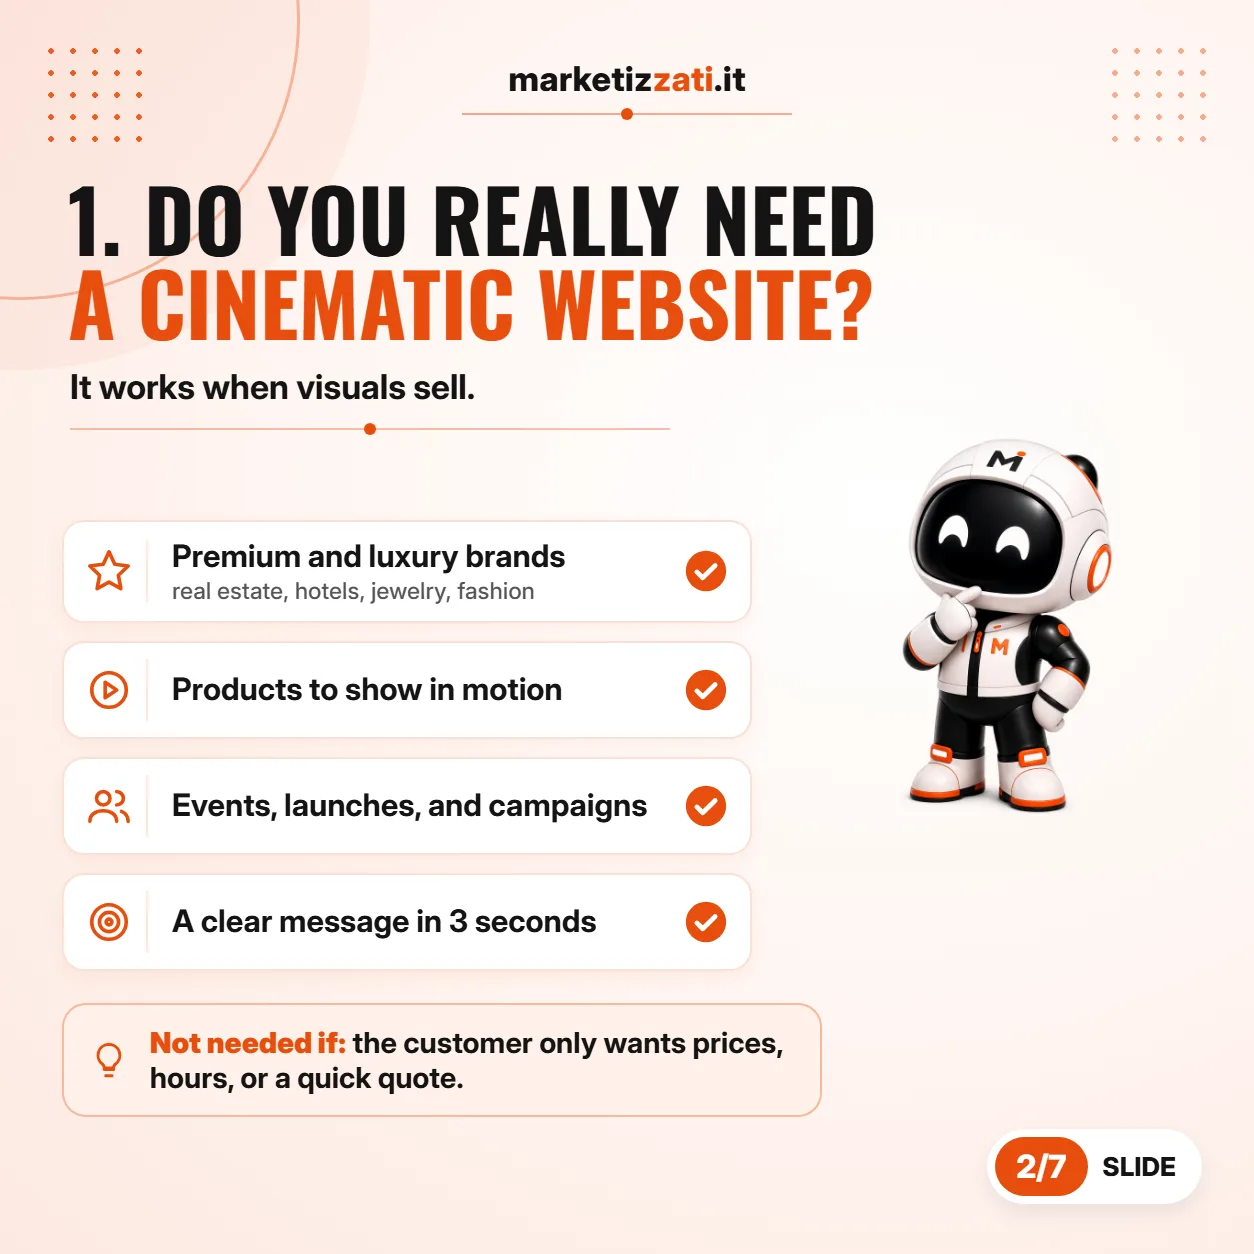 marketizzati.it
1. DO YOU REALLY NEED
A CINEMATIC WEBSITE?
It works when visuals sell.
Premium and luxury brands
real estate, hotels, jewelry, fashion
Products to show in motion
Events, launches, and campaigns
A clear message in 3 seconds
Not needed if: the customer only wants prices,
hours, or a quick quote.
M
M
2/7 SLIDE